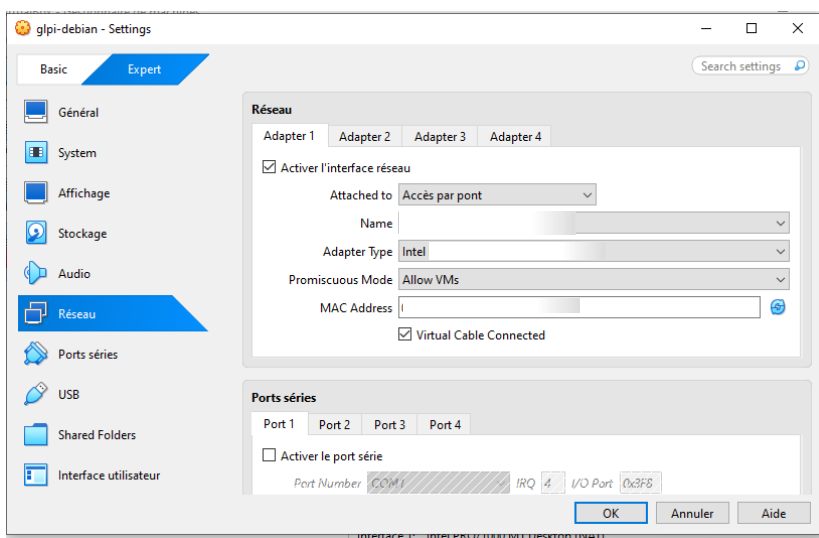 glpi-debian - Settings
Basic Expert Search settings
Général
System
Affichage
Stockage
Audio
Réseau
Ports séries
USB
Shared Folders
Interface utilisateur
Réseau
Adapter 1 Adapter 2 Adapter 3 Adapter 4
Activer l'interface réseau
Attached to Accès par pont
Name
Adapter Type Intel
Promiscuous Mode Allow VMs
MAC Address
Virtual Cable Connected
Ports séries
Port 1 Port 2 Port 3 Port 4
Activer le port série
Port Number COM1 IRQ 4 I/O Port 0x3F8
OK Annuler Aide